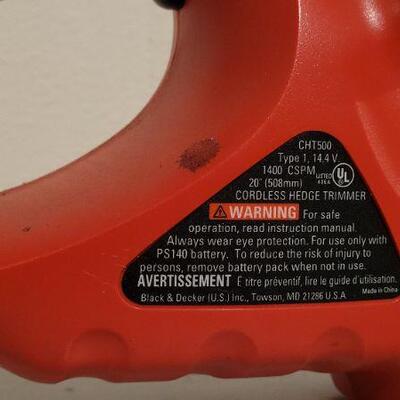 CHT500
Type 1, 14.4 V
1400 CSPM
20" (508mm)
LISTED
UL
CORDLESS HEDGE TRIMMER
WARNING For safe
operation, read instruction manual.
Always wear eye protection. For use only with
PS140 battery. To reduce the risk of injury to
persons, remove battery pack when not in use.
AVERTISSEMENT È titre préventif, lire le guide d'utilisation.
Black & Decker (U.S.) Inc., Towson, MD 21286 U.S.A.
Made in China